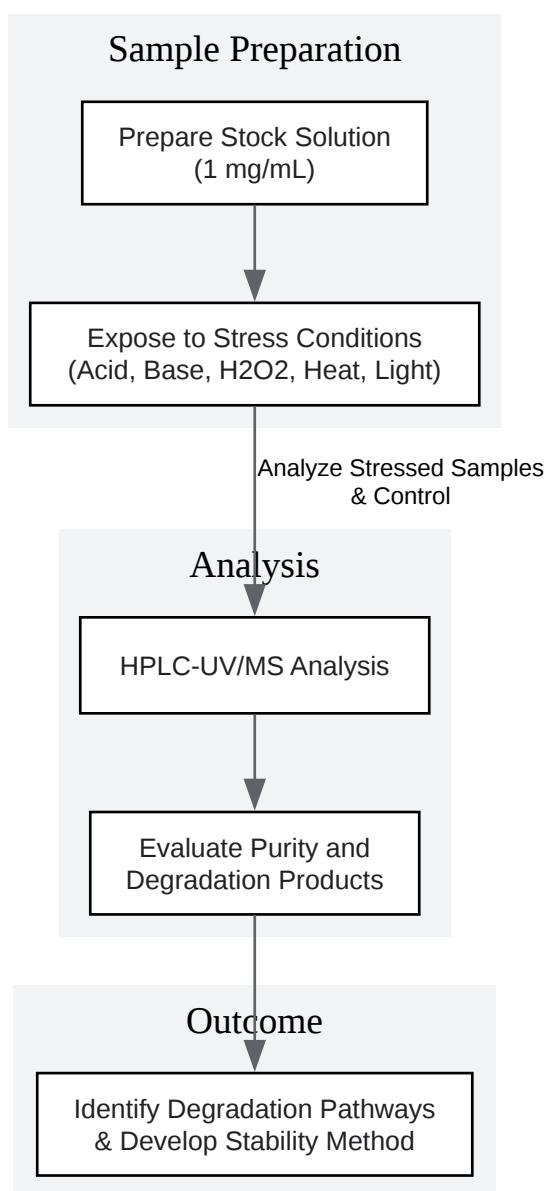 Sample Preparation
Prepare Stock Solution
(1 mg/mL)
Expose to Stress Conditions
(Acid, Base, H2O2, Heat, Light)
Analyze Stressed Samples
& Control
Analysis
HPLC-UV/MS Analysis
Evaluate Purity and
Degradation Products
Outcome
Identify Degradation Pathways
& Develop Stability Method